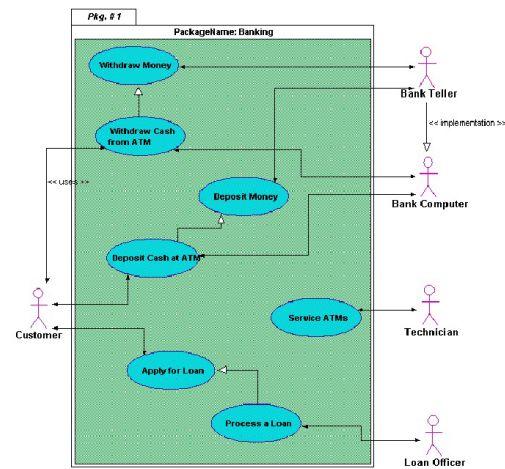 Pkg. # 1
PackageName: Banking
Withdraw Money
Bank Teller
<< implementation >>
Withdraw Cash
from ATM
<< uses >>
Deposit Money
Bank Computer
Deposit Cash at ATM
Service ATMs
Customer
Technician
Apply for Loan
Process a Loan
Loan Officer